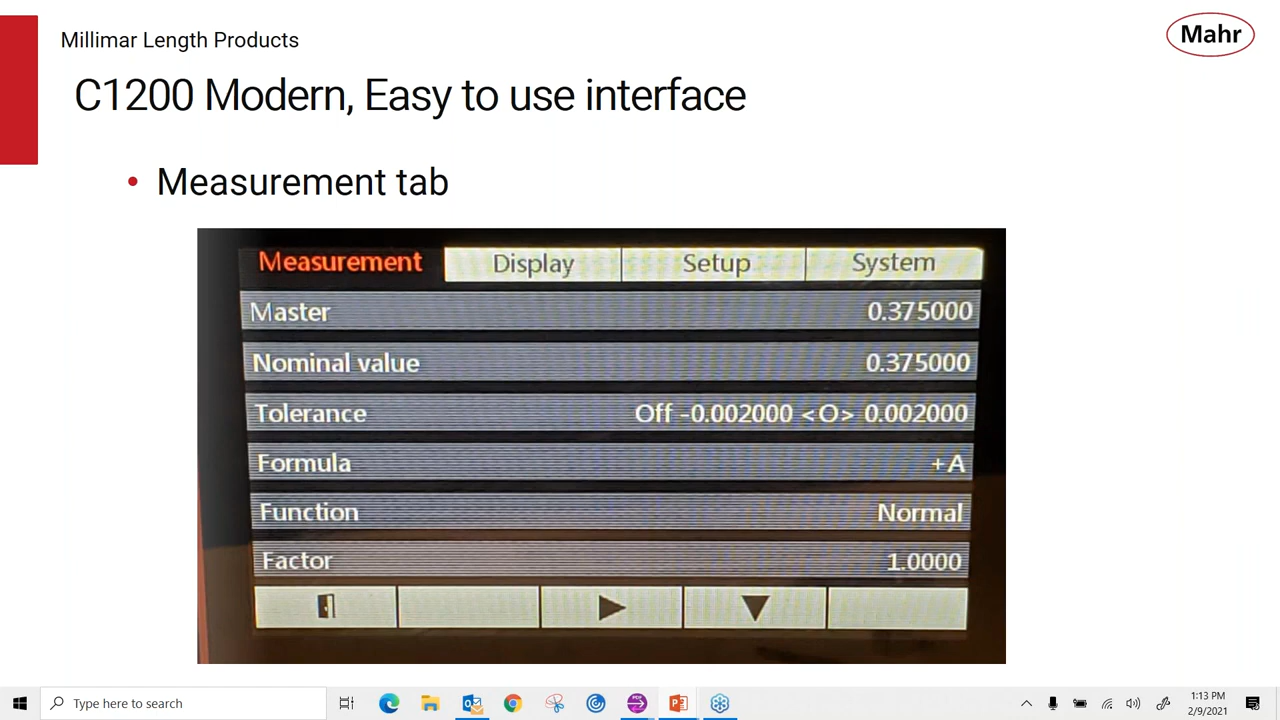 Millimar Length Products
Mahr
C1200 Modern, Easy to use interface
• Measurement tab
Measurement Display Setup System
Master 0.375000
Nominal value 0.375000
Tolerance Off -0.002000 <O> 0.002000
Formula +A
Function Normal
Factor 1.0000
Type here to search
1:13 PM
2/9/2021